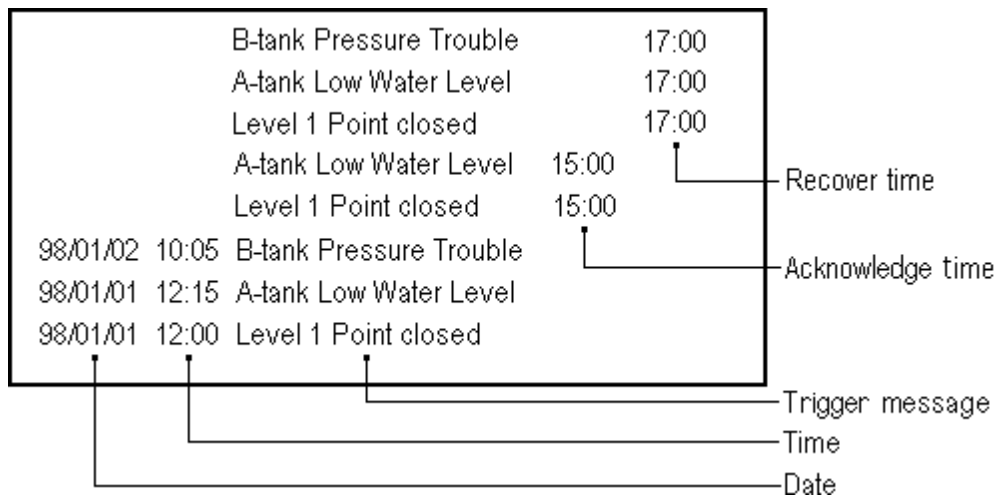 B-tank Pressure Trouble 17:00
A-tank Low Water Level 17:00
Level 1 Point closed 17:00
A-tank Low Water Level 15:00
Level 1 Point closed 15:00
98/01/02 10:05 B-tank Pressure Trouble
98/01/01 12:15 A-tank Low Water Level
98/01/01 12:00 Level 1 Point closed
Recover time
Acknowledge time
Trigger message
Time
Date